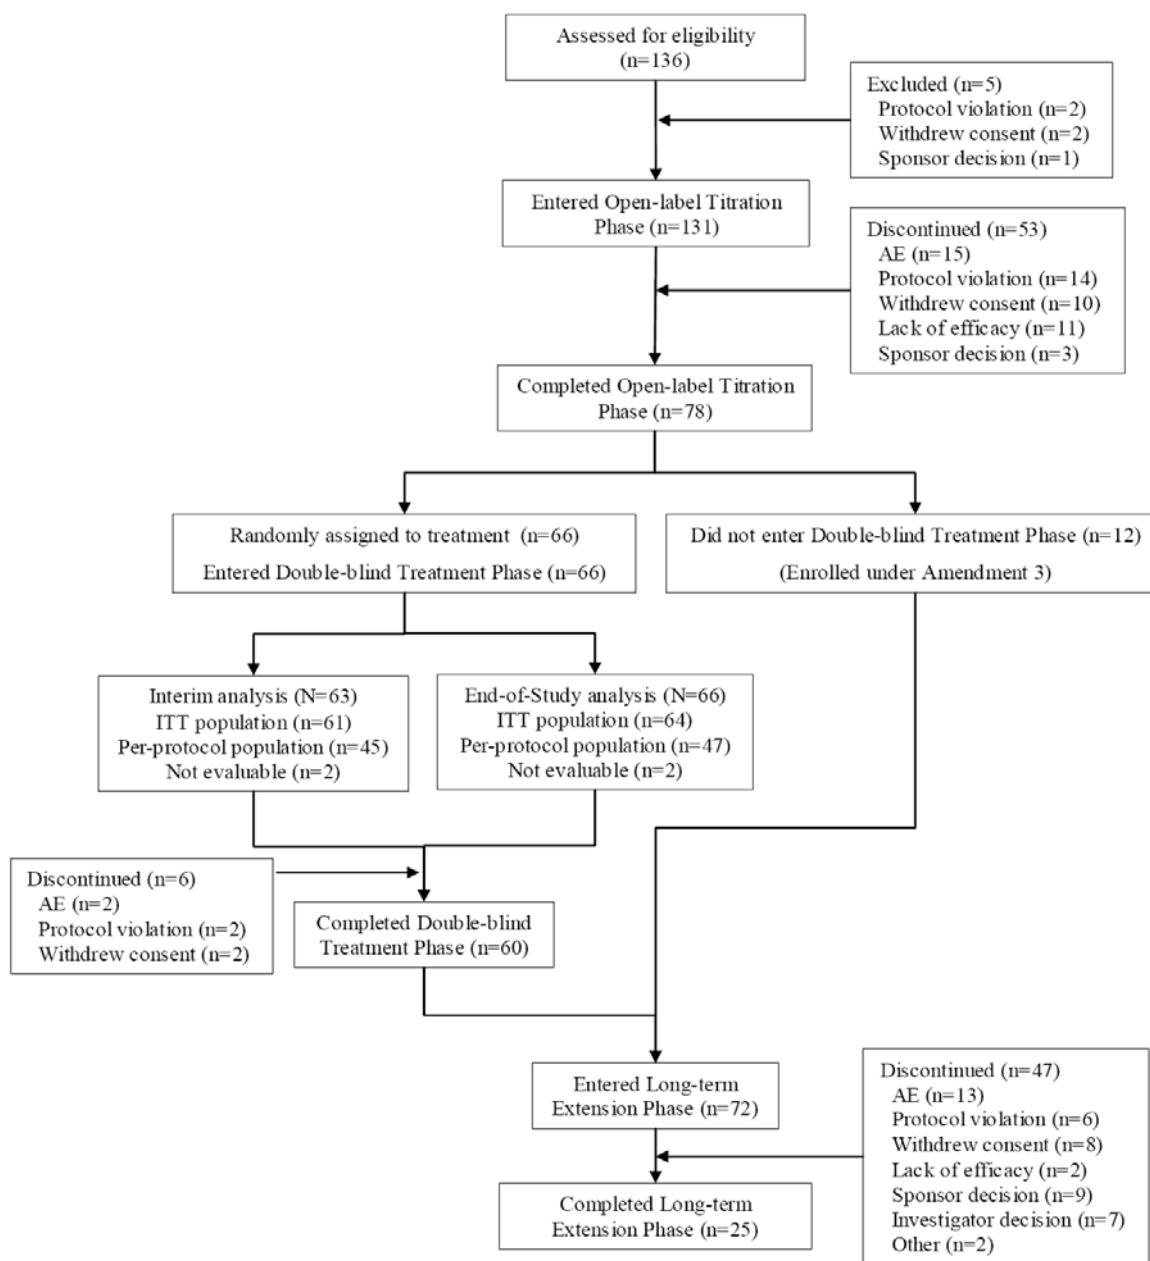 Assessed for eligibility
(n=136)
Excluded (n=5)
Protocol violation (n=2)
Withdrew consent (n=2)
Sponsor decision (n=1)
Entered Open-label Titration
Phase (n=131)
Discontinued (n=53)
AE (n=15)
Protocol violation (n=14)
Withdrew consent (n=10)
Lack of efficacy (n=11)
Sponsor decision (n=3)
Completed Open-label Titration
Phase (n=78)
Randomly assigned to treatment (n=66)
Entered Double-blind Treatment Phase (n=66)
Did not enter Double-blind Treatment Phase (n=12)
(Enrolled under Amendment 3)
Interim analysis (N=63)
ITT population (n=61)
Per-protocol population (n=45)
Not evaluable (n=2)
End-of-Study analysis (N=66)
ITT population (n=64)
Per-protocol population (n=47)
Not evaluable (n=2)
Discontinued (n=6)
AE (n=2)
Protocol violation (n=2)
Withdrew consent (n=2)
Completed Double-blind
Treatment Phase (n=60)
Entered Long-term
Extension Phase (n=72)
Discontinued (n=47)
AE (n=13)
Protocol violation (n=6)
Withdrew consent (n=8)
Lack of efficacy (n=2)
Sponsor decision (n=9)
Investigator decision (n=7)
Other (n=2)
Completed Long-term
Extension Phase (n=25)